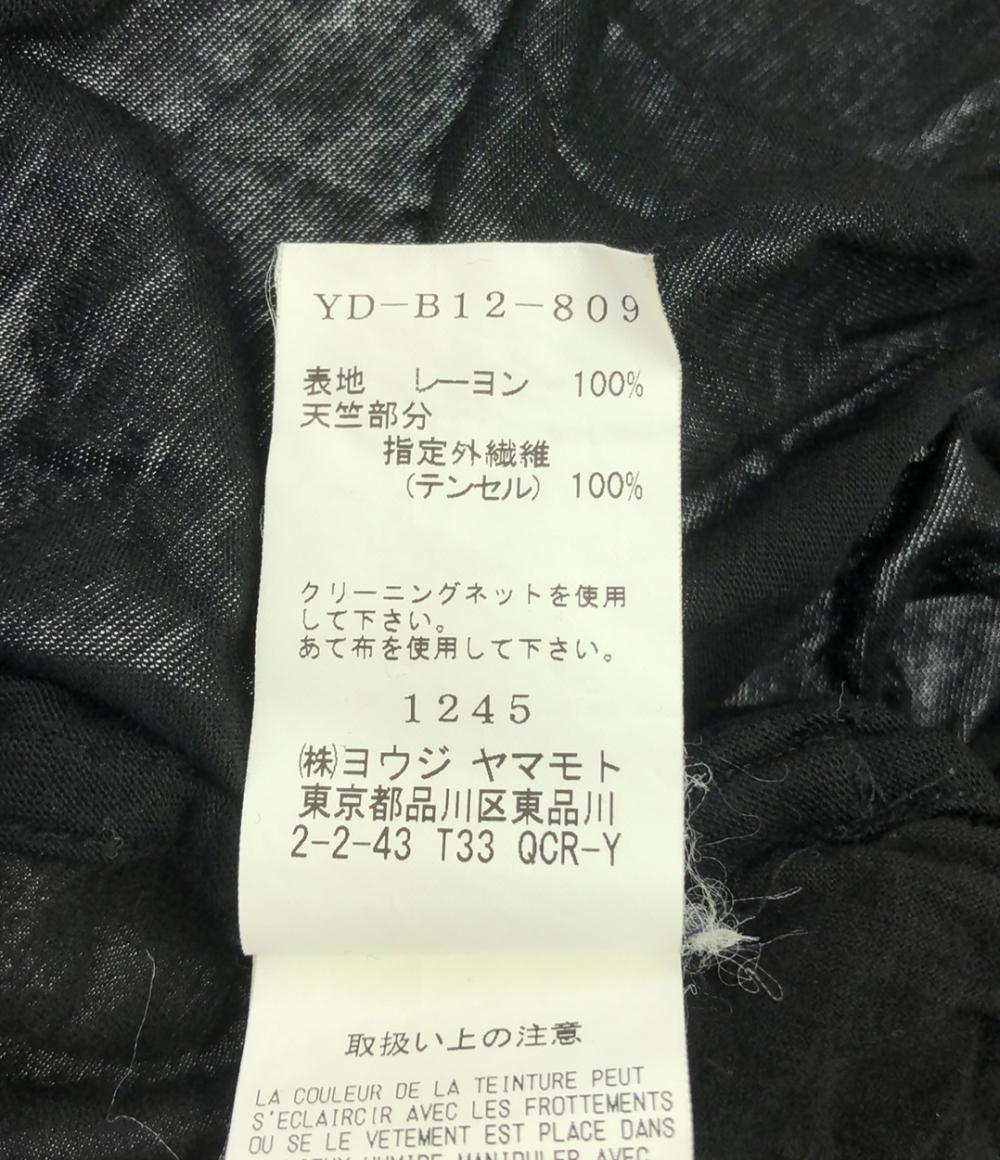 YD-B12-809
表地 レーヨン 100%
天竺部分
指定外繊維
(テンセル) 100%
クリーニングネットを使用
して下さい。
あて布を使用して下さい。
1245
㈱ヨウジ ヤマモト
東京都品川区東品川
2-2-43 T33 QCR-Y
取扱い上の注意
LA COULEUR DE LA TEINTURE PEUT
S'ECLAIRCIR AVEC LES FROTTEMENTS
OU SE LE VETEMENT EST PLACE DANS
HUMIDE MANIPULER AVEC